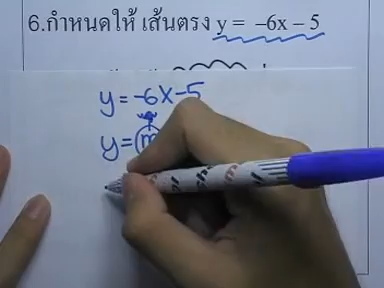 6.กำหนดให้ เส้นตรง y = –6x – 5
y = -6x-5
y = m